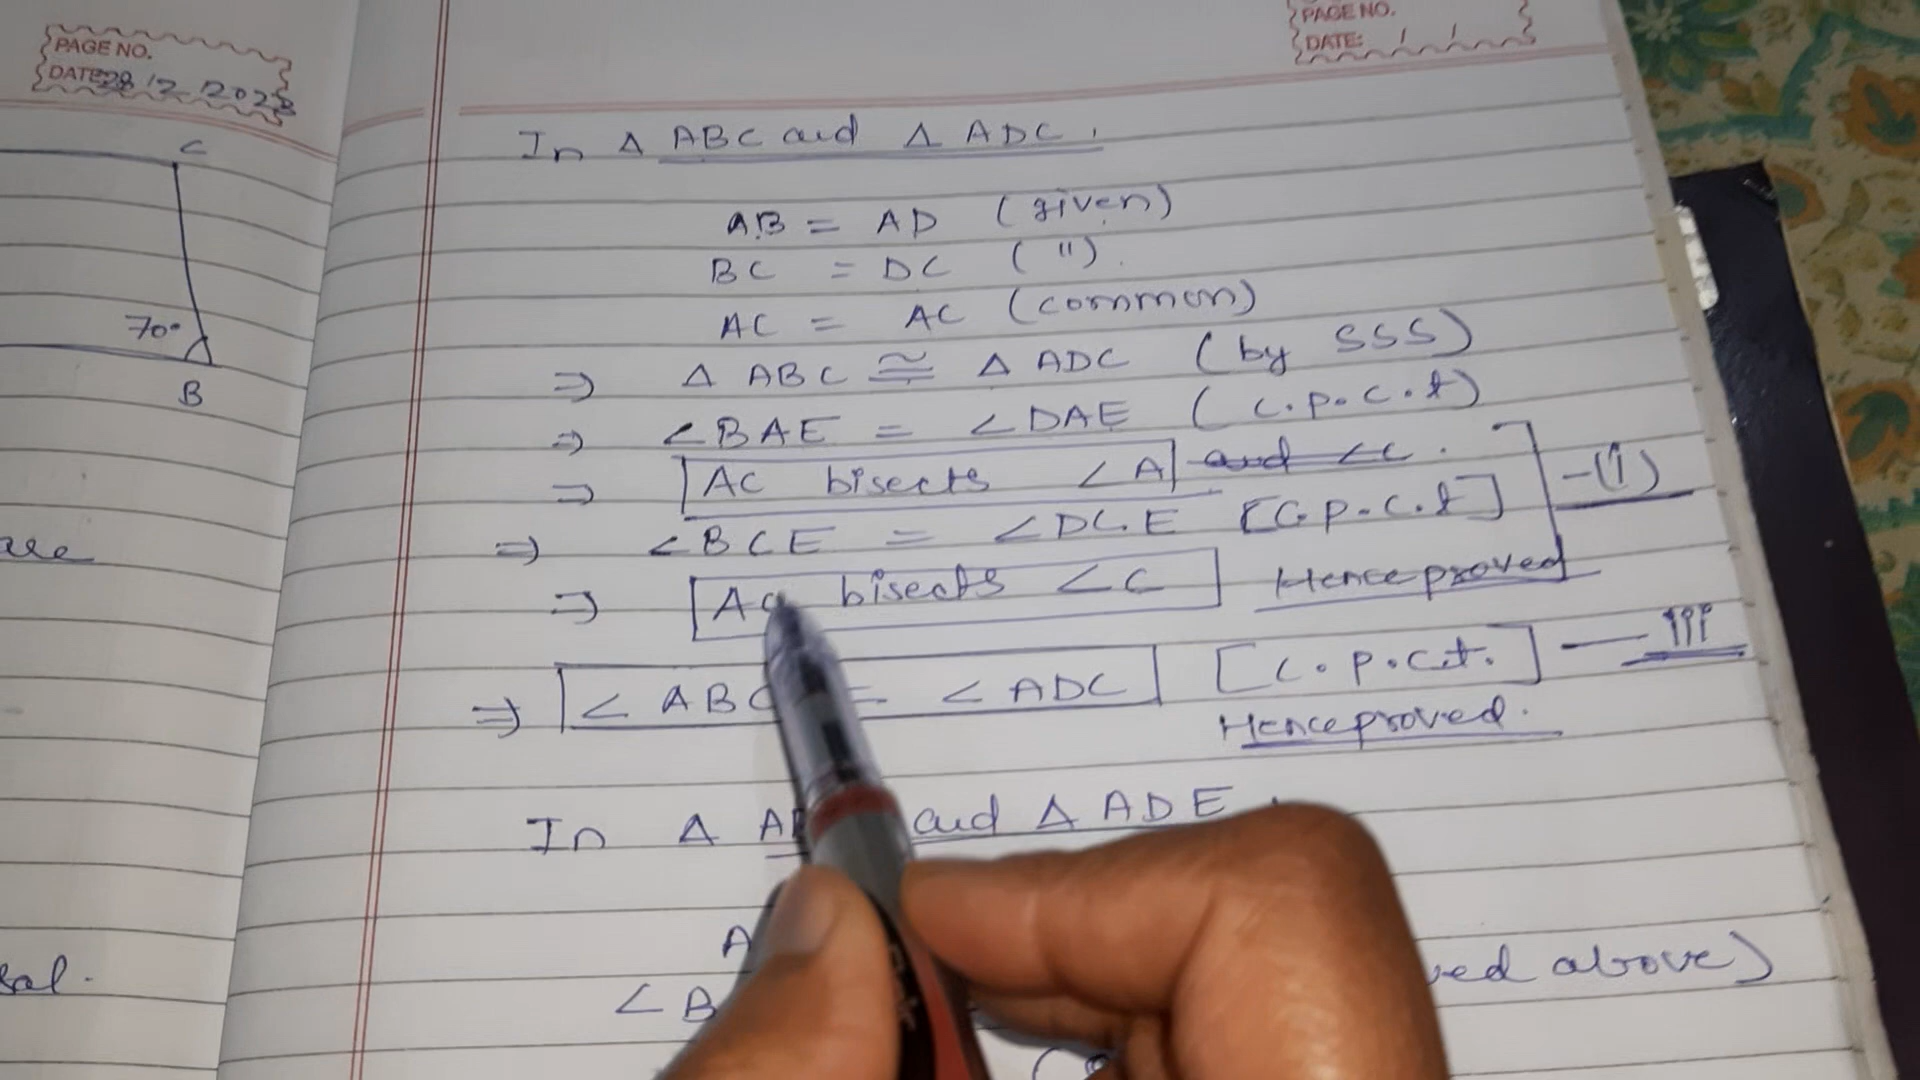 PAGE NO.
DATE: 28/2/2023
C
70°
B
PAGE NO.
DATE: / /
In Δ ABC and Δ ADC,
AB = AD (given)
BC = DC ( " ).
AC = AC (common)
⇒ Δ ABC ≅ Δ ADC (by SSS)
⇒ ∠BAE = ∠DAE (c.p.c.t)
⇒ AC bisects ∠A and ∠C. -(i)
⇒ ∠BCE = ∠DCE [C.p.c.t]
⇒ AC bisects ∠C Hence proved
⇒ ∠ABC = ∠ADC [c.p.c.t.] — iii
Hence proved.
In Δ and Δ ADE
A
∠B above)